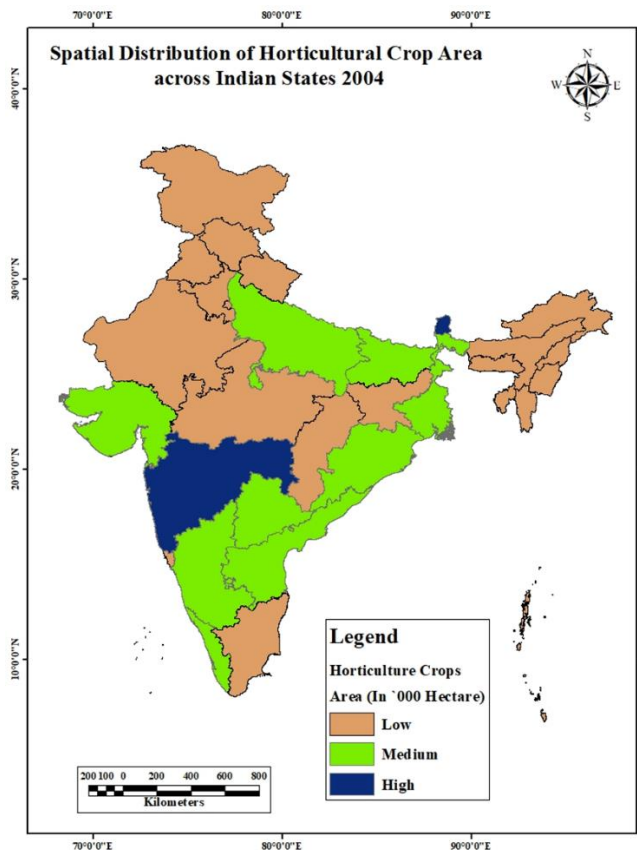 70°0'0"E 80°0'0"E 90°0'0"E
Spatial Distribution of Horticultural Crop Area
across Indian States 2004
N
W E
S
40°0'0"N
30°0'0"N
20°0'0"N
10°0'0"N
Legend
Horticulture Crops
Area (In `000 Hectare)
Low
Medium
High
200 100 0 200 400 600 800
Kilometers
70°0'0"E 80°0'0"E 90°0'0"E